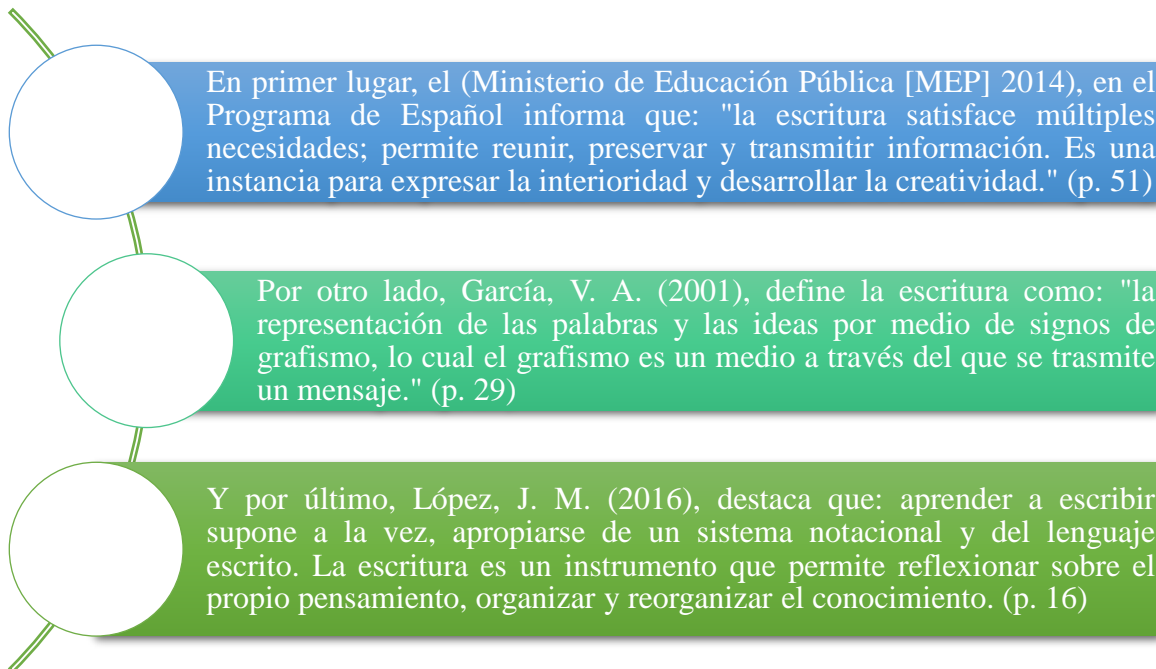 En primer lugar, el (Ministerio de Educación Pública [MEP] 2014), en el
Programa de Español informa que: "la escritura satisface múltiples
necesidades; permite reunir, preservar y transmitir información. Es una
instancia para expresar la interioridad y desarrollar la creatividad." (p. 51)
Por otro lado, García, V. A. (2001), define la escritura como: "la
representación de las palabras y las ideas por medio de signos de
grafismo, lo cual el grafismo es un medio a través del que se trasmite
un mensaje." (p. 29)
Y por último, López, J. M. (2016), destaca que: aprender a escribir
supone a la vez, apropiarse de un sistema notacional y del lenguaje
escrito. La escritura es un instrumento que permite reflexionar sobre el
propio pensamiento, organizar y reorganizar el conocimiento. (p. 16)